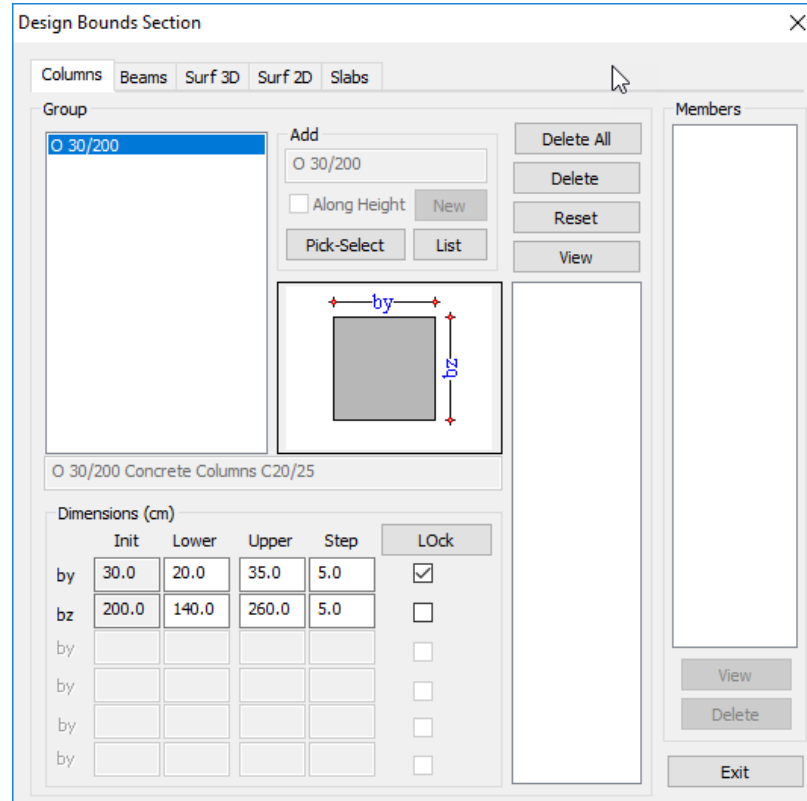 Design Bounds Section
Columns Beams Surf 3D Surf 2D Slabs
Group
O 30/200
Add
O 30/200
Along Height New
Pick-Select List
Delete All
Delete
Reset
View
by
bz
O 30/200 Concrete Columns C20/25
Dimensions (cm)
Init Lower Upper Step LOck
by 30.0 20.0 35.0 5.0
bz 200.0 140.0 260.0 5.0
by
by
by
by
Members
View
Delete
Exit